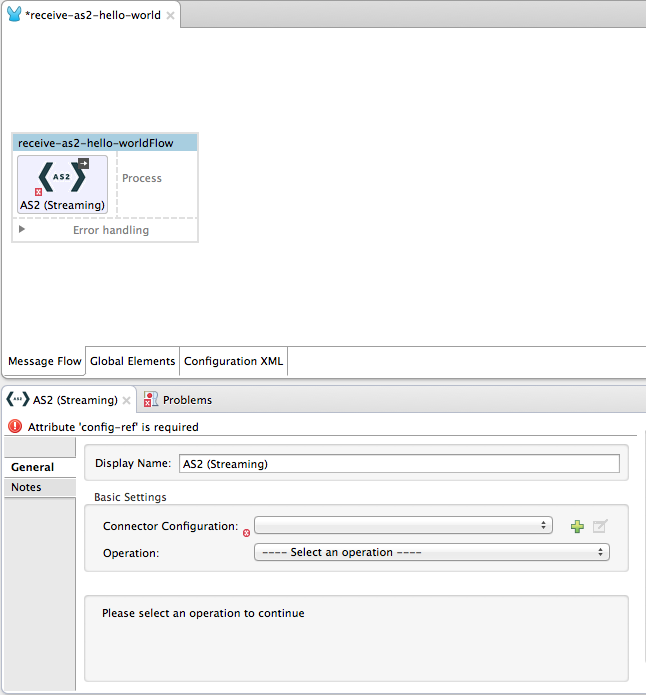 *receive-as2-hello-world
receive-as2-hello-worldFlow
AS2
Process
AS2 (Streaming)
Error handling
Message Flow Global Elements Configuration XML
AS2 AS2 (Streaming) Problems
Attribute 'config-ref' is required
General
Notes
Display Name: AS2 (Streaming)
Basic Settings
Connector Configuration:
Operation: ---- Select an operation ----
Please select an operation to continue